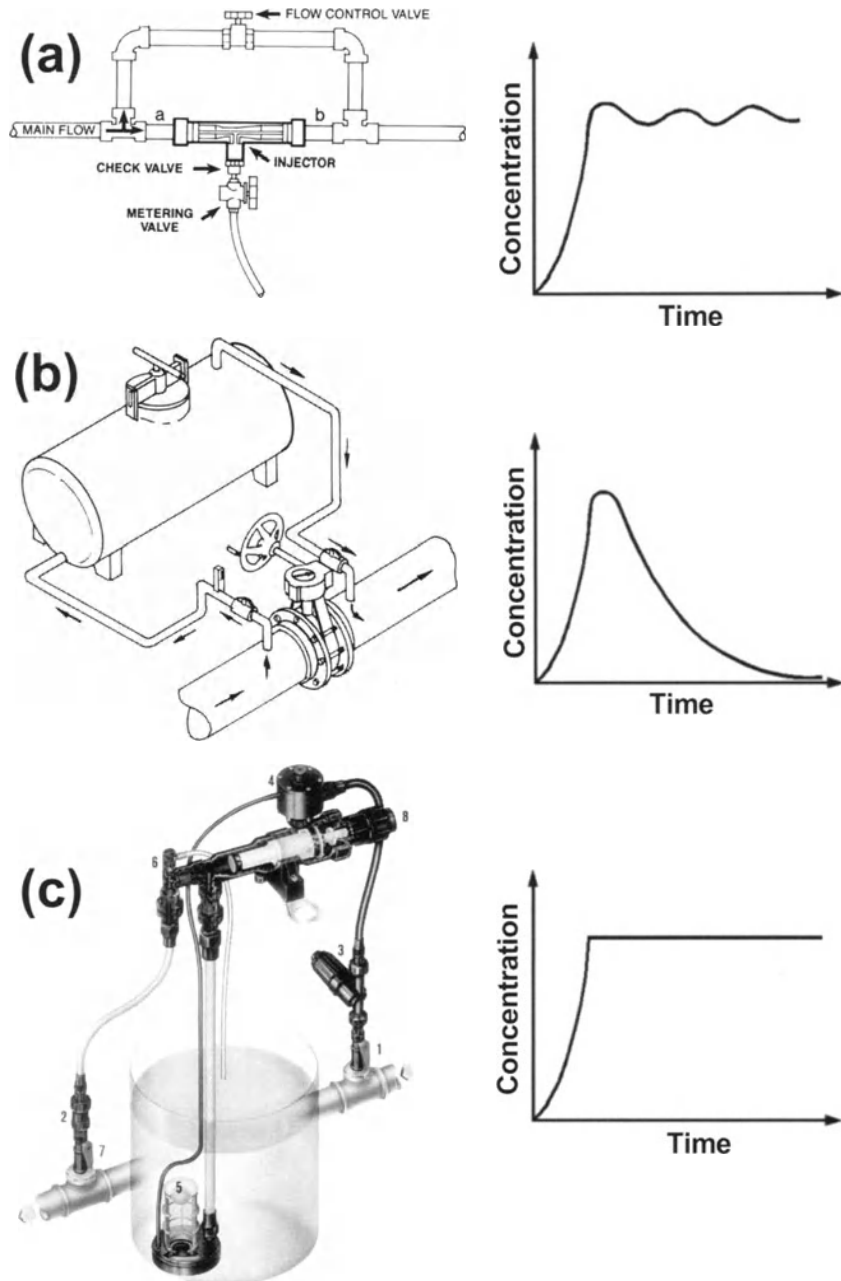 (a)
FLOW CONTROL VALVE
a
b
MAIN FLOW
INJECTOR
CHECK VALVE
METERING
VALVE
Concentration
Time
(b)
Concentration
Time
(c)
4
8
6
3
1
2
7
5
Concentration
Time